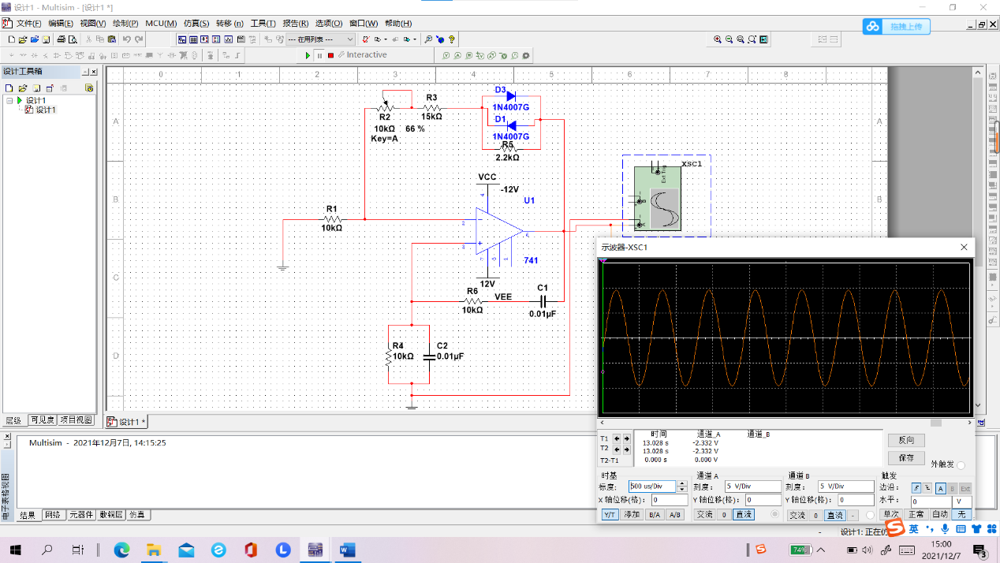 设计1 - Multisim - [设计1 *]
文件(F) 编辑(E) 视图(V) 绘制(P) MCU(M) 仿真(S) 转移(n) 工具(T) 报告(R) 选项(O) 窗口(W) 帮助(H)
拖拽上传
--- 在用列表 ---
Interactive
设计工具箱
设计1
设计1
层级 可见度 项目视图
0 1 2 3 4 5 6 7 8
A
B
C
D
A
B
D3
1N4007G
D1
1N4007G
R5
2.2kΩ
R3
15kΩ
R2
10kΩ 66 %
Key=A
VCC
-12V
U1
741
R1
10kΩ
12V
VEE
R6
10kΩ
C1
0.01µF
R4
10kΩ
C2
0.01µF
XSC1
Ext Trig
设计1 *
示波器-XSC1
T1
T2
T2-T1
时间 通道_A 通道_B
13.028 s -2.332 V
13.028 s -2.332 V
0.000 s 0.000 V
反向
保存
外触发
时基
标度: 500 us/Div
X 轴位移(格): 0
Y/T 添加 B/A A/B
通道 A
刻度: 5 V/Div
Y 轴位移(格): 0
交流 0 直流
通道 B
刻度: 5 V/Div
Y 轴位移(格): 0
交流 0 直流 -
触发
边沿: A B Ext
水平: 0 V
单次 正常 自动 无
Multisim - 2021年12月7日, 14:15:25
电子表格视图
结果 网络 元器件 敷铜层 仿真
设计1: 正在仿
英
74%
15:00
2021/12/7
3